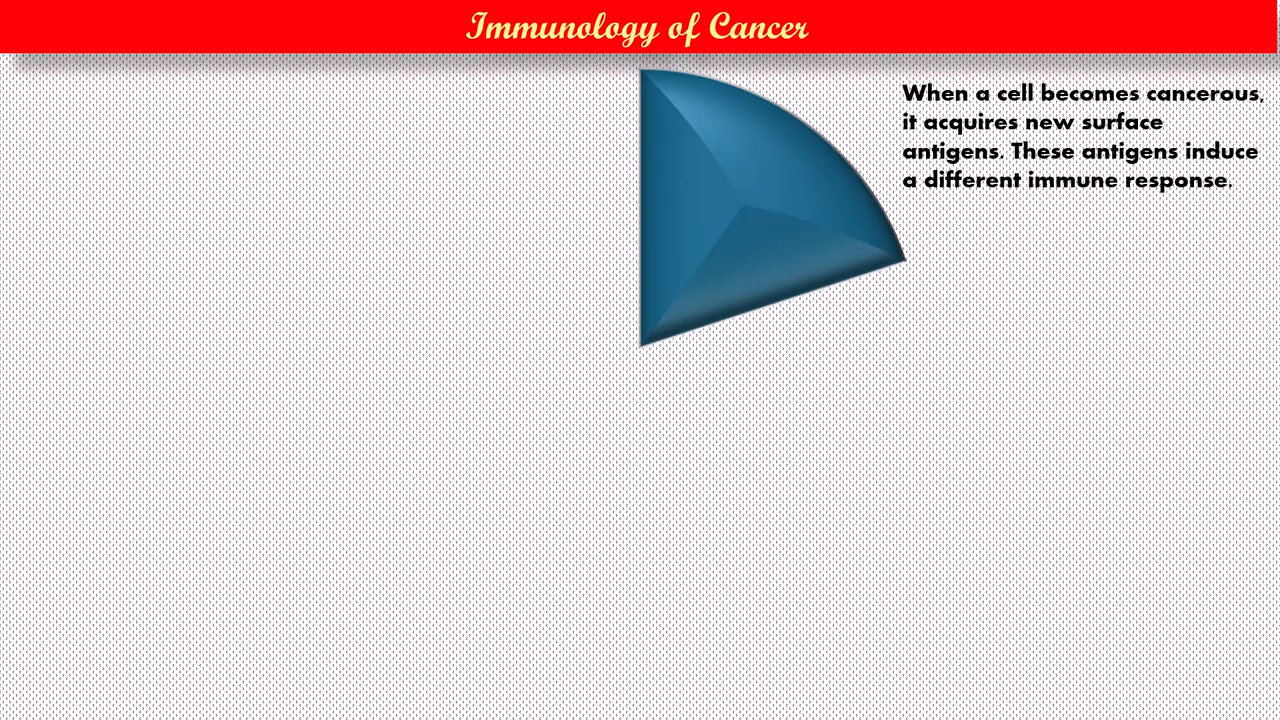 Immunology of Cancer
When a cell becomes cancerous,
it acquires new surface
antigens. These antigens induce
a different immune response.